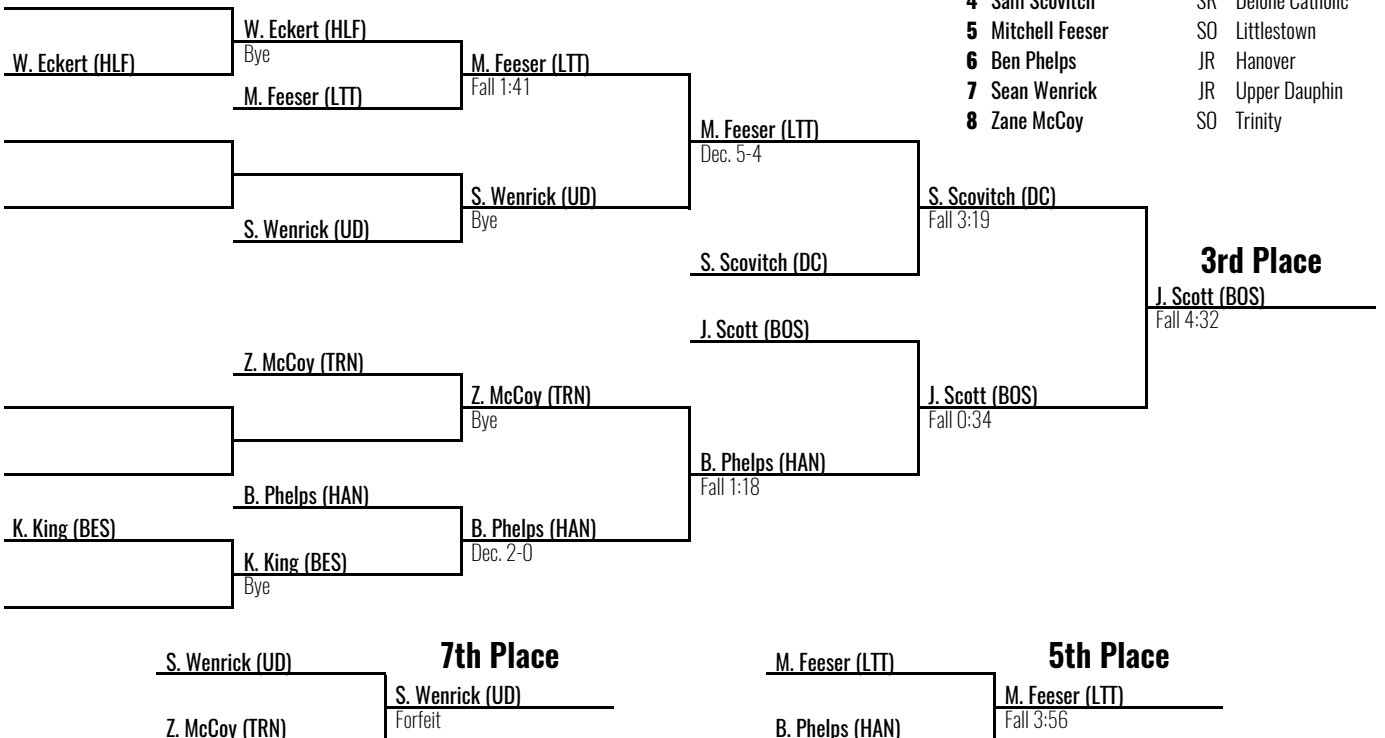 4 Sam Scovitch SR Delone Catholic
W. Eckert (HLF)
5 Mitchell Feeser SO Littlestown
Bye
W. Eckert (HLF)
M. Feeser (LTT)
6 Ben Phelps JR Hanover
Fall 1:41
M. Feeser (LTT)
7 Sean Wenrick JR Upper Dauphin
8 Zane McCoy SO Trinity
M. Feeser (LTT)
Dec. 5-4
S. Wenrick (UD)
S. Scovitch (DC)
Bye
Fall 3:19
S. Wenrick (UD)
S. Scovitch (DC)
3rd Place
J. Scott (BOS)
Fall 4:32
J. Scott (BOS)
Z. McCoy (TRN)
Z. McCoy (TRN)
J. Scott (BOS)
Bye
Fall 0:34
B. Phelps (HAN)
Fall 1:18
B. Phelps (HAN)
K. King (BES)
B. Phelps (HAN)
Dec. 2-0
K. King (BES)
Bye
7th Place
5th Place
S. Wenrick (UD)
M. Feeser (LTT)
S. Wenrick (UD)
M. Feeser (LTT)
Forfeit
Fall 3:56
Z. McCoy (TRN)
B. Phelps (HAN)